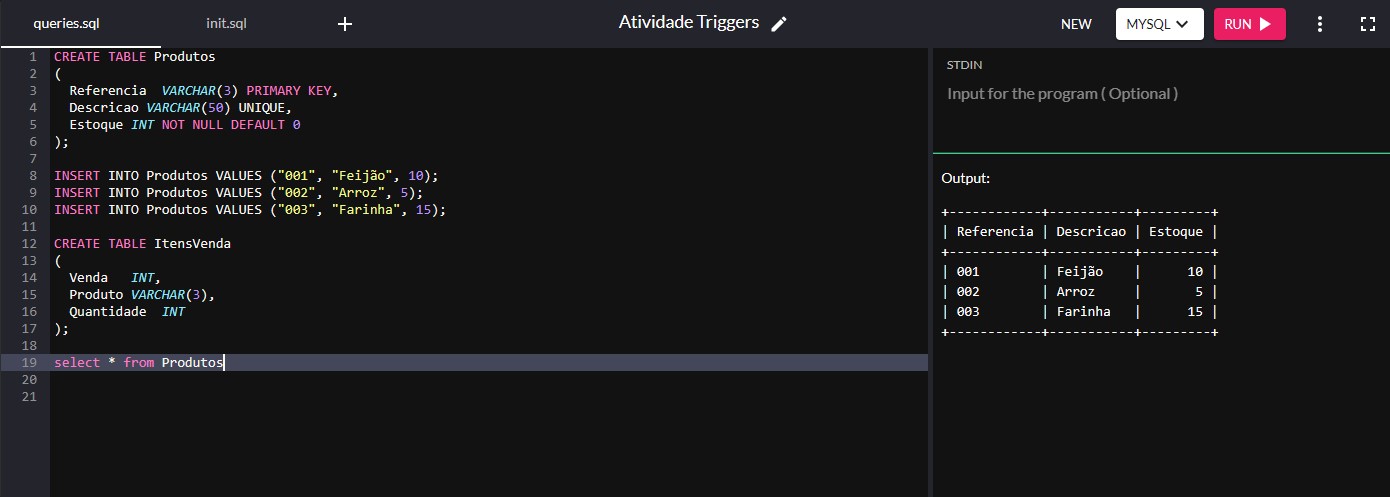 queries.sql init.sql + Atividade Triggers NEW MYSQL RUN
1 CREATE TABLE Produtos
2 (
3   Referencia  VARCHAR(3) PRIMARY KEY,
4   Descricao VARCHAR(50) UNIQUE,
5   Estoque INT NOT NULL DEFAULT 0
6 );
7
8 INSERT INTO Produtos VALUES ("001", "Feijão", 10);
9 INSERT INTO Produtos VALUES ("002", "Arroz", 5);
10 INSERT INTO Produtos VALUES ("003", "Farinha", 15);
11
12 CREATE TABLE ItensVenda
13 (
14   Venda   INT,
15   Produto VARCHAR(3),
16   Quantidade  INT
17 );
18
19 select * from Produtos
20
21
STDIN
Input for the program ( Optional )
Output:
+------------+-----------+---------+
| Referencia | Descricao | Estoque |
+------------+-----------+---------+
| 001        | Feijão    |      10 |
| 002        | Arroz     |       5 |
| 003        | Farinha   |      15 |
+------------+-----------+---------+